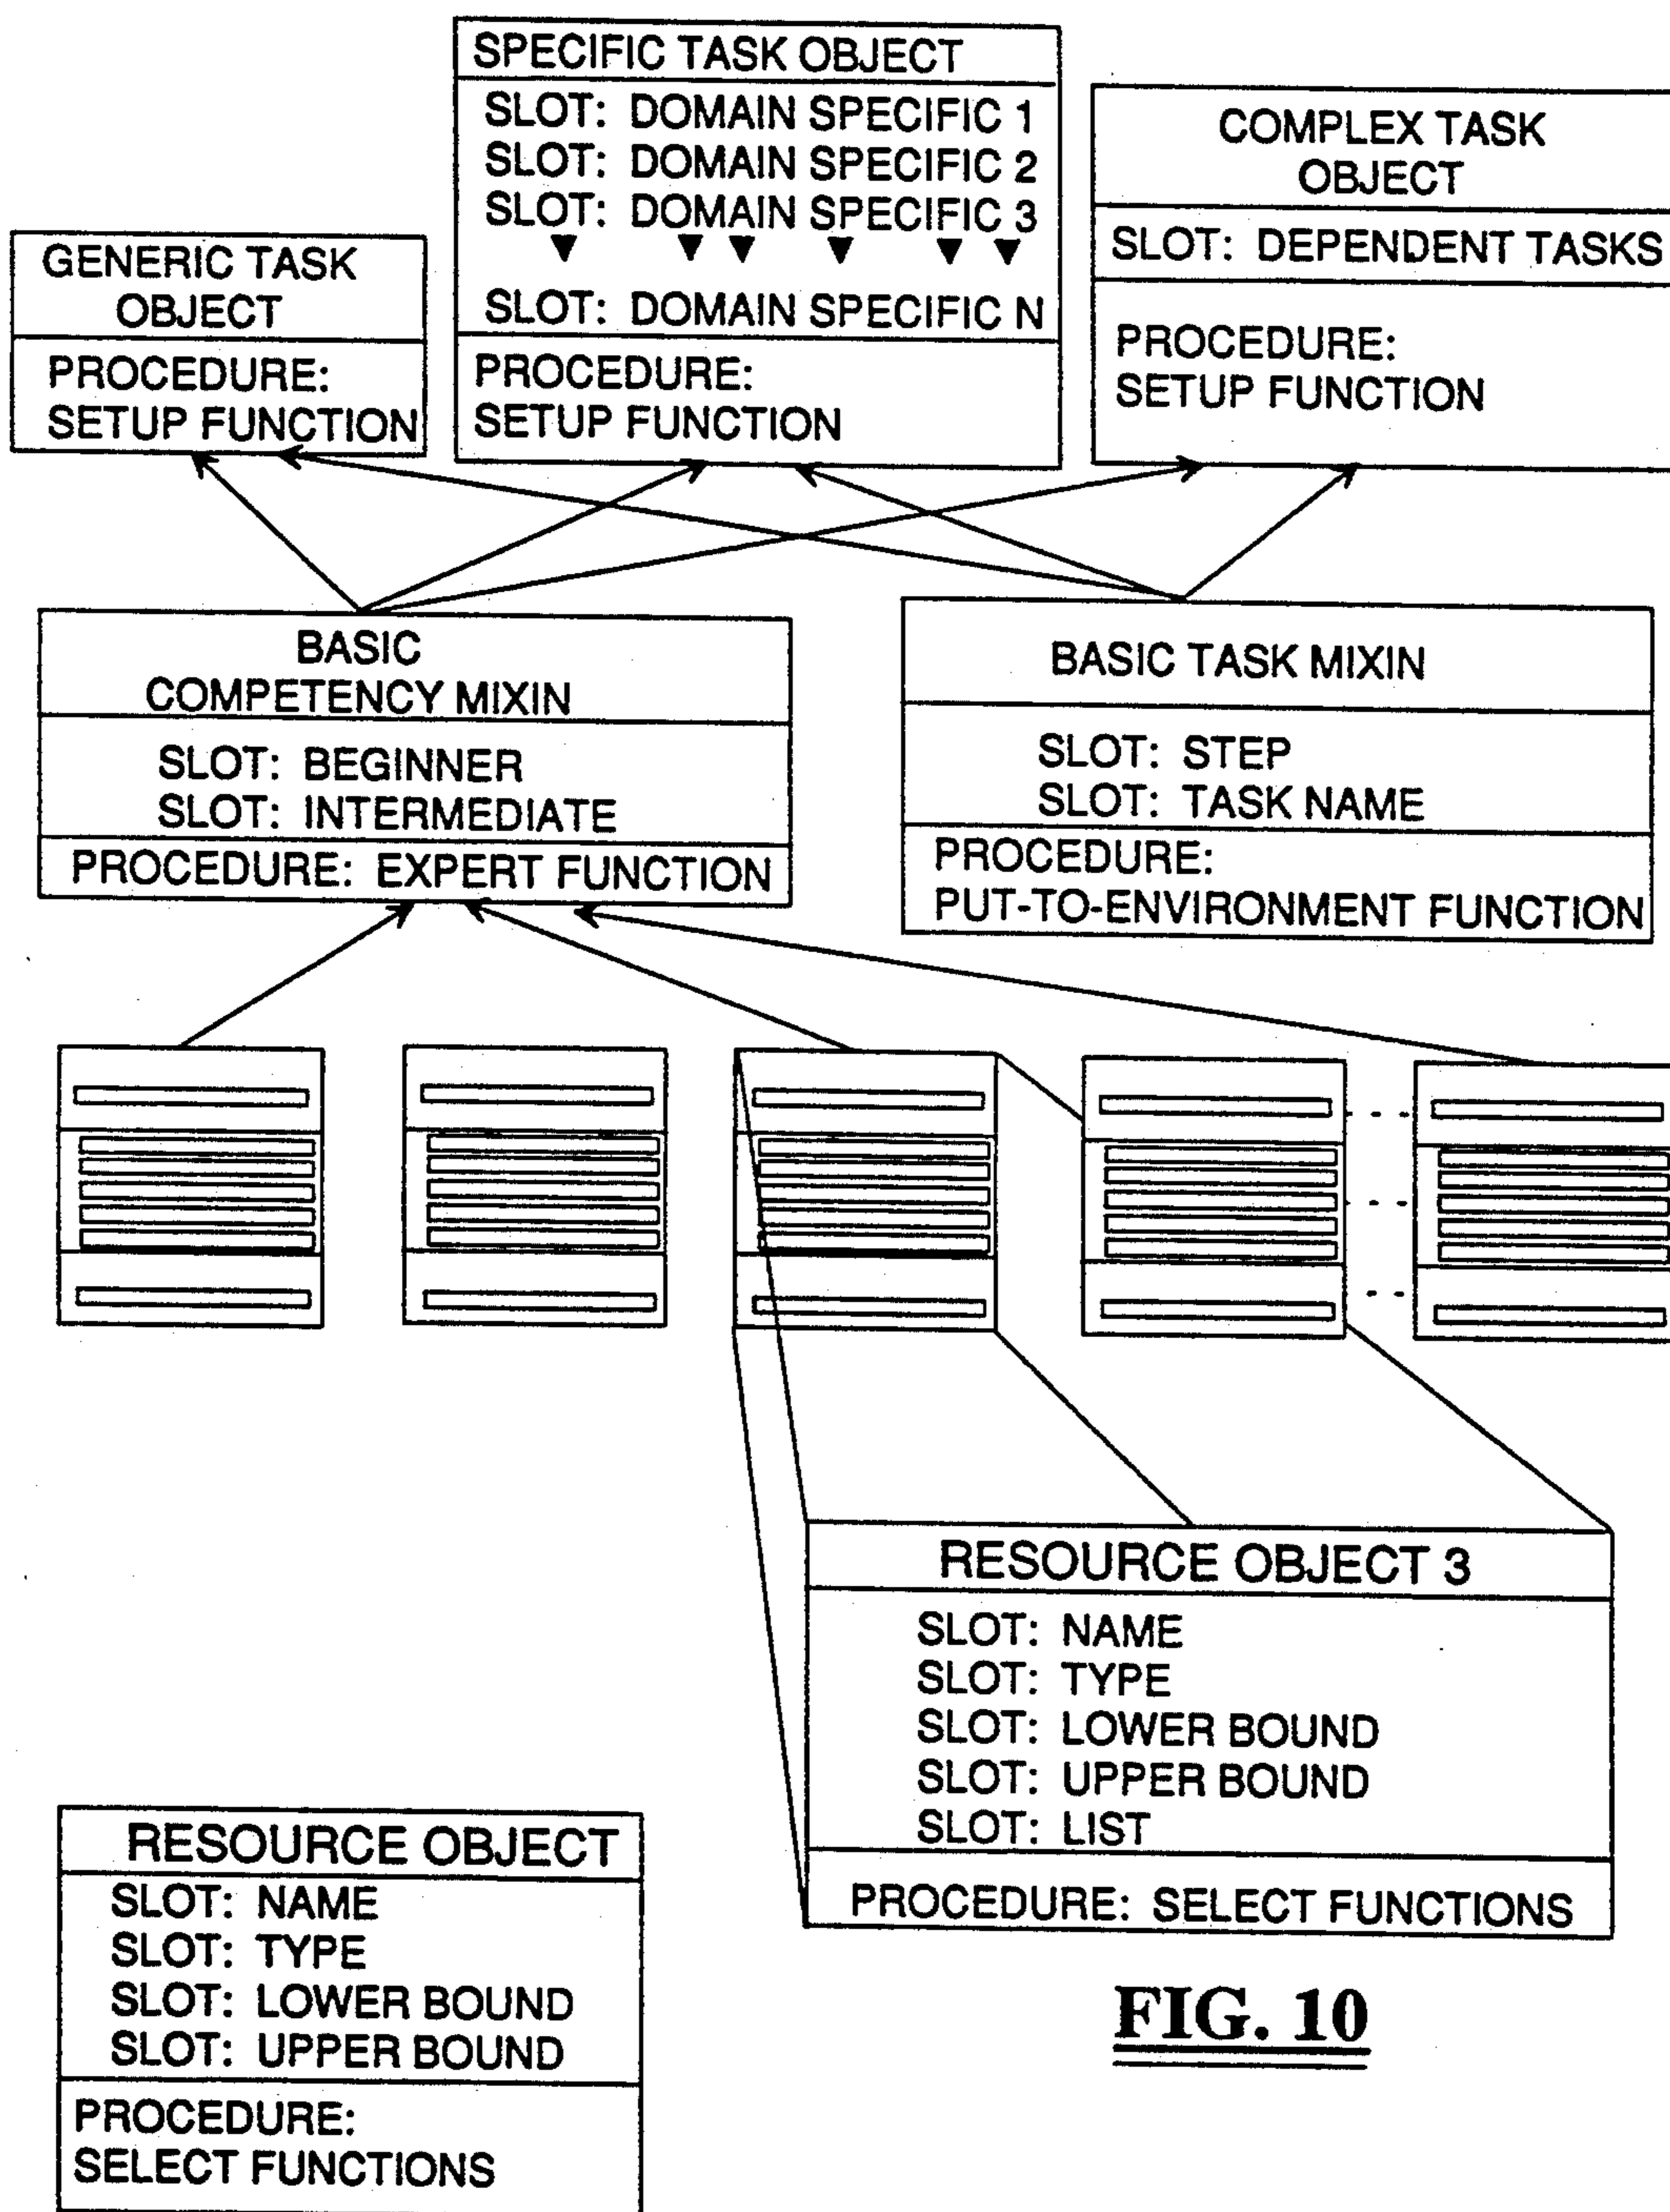 SPECIFIC TASK OBJECT
SLOT: DOMAIN SPECIFIC 1
SLOT: DOMAIN SPECIFIC 2
SLOT: DOMAIN SPECIFIC 3
SLOT: DOMAIN SPECIFIC N
PROCEDURE:
SETUP FUNCTION
COMPLEX TASK
OBJECT
SLOT: DEPENDENT TASKS
PROCEDURE:
SETUP FUNCTION
GENERIC TASK
OBJECT
PROCEDURE:
SETUP FUNCTION
BASIC
COMPETENCY MIXIN
SLOT: BEGINNER
SLOT: INTERMEDIATE
PROCEDURE: EXPERT FUNCTION
BASIC TASK MIXIN
SLOT: STEP
SLOT: TASK NAME
PROCEDURE:
PUT-TO-ENVIRONMENT FUNCTION
RESOURCE OBJECT 3
SLOT: NAME
SLOT: TYPE
SLOT: LOWER BOUND
SLOT: UPPER BOUND
SLOT: LIST
PROCEDURE: SELECT FUNCTIONS
RESOURCE OBJECT
SLOT: NAME
SLOT: TYPE
SLOT: LOWER BOUND
SLOT: UPPER BOUND
PROCEDURE:
SELECT FUNCTIONS
FIG. 10